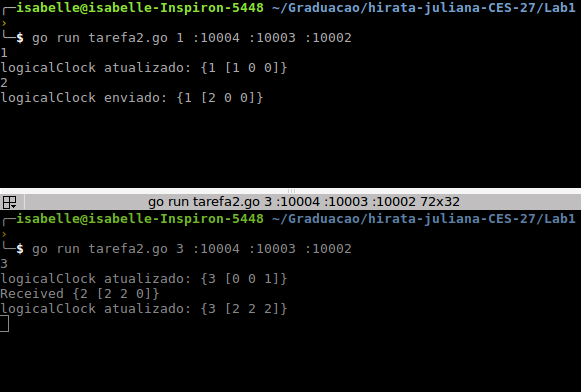 ╭─isabelle@isabelle-Inspiron-5448 ~/Graduacao/hirata-juliana-CES-27/Lab1
›
╰─$ go run tarefa2.go 1 :10004 :10003 :10002
1
logicalClock atualizado: {1 [1 0 0]}
2
logicalClock enviado: {1 [2 0 0]}
go run tarefa2.go 3 :10004 :10003 :10002 72x32
╭─isabelle@isabelle-Inspiron-5448 ~/Graduacao/hirata-juliana-CES-27/Lab1
›
╰─$ go run tarefa2.go 3 :10004 :10003 :10002
3
logicalClock atualizado: {3 [0 0 1]}
Received {2 [2 2 0]}
logicalClock atualizado: {3 [2 2 2]}